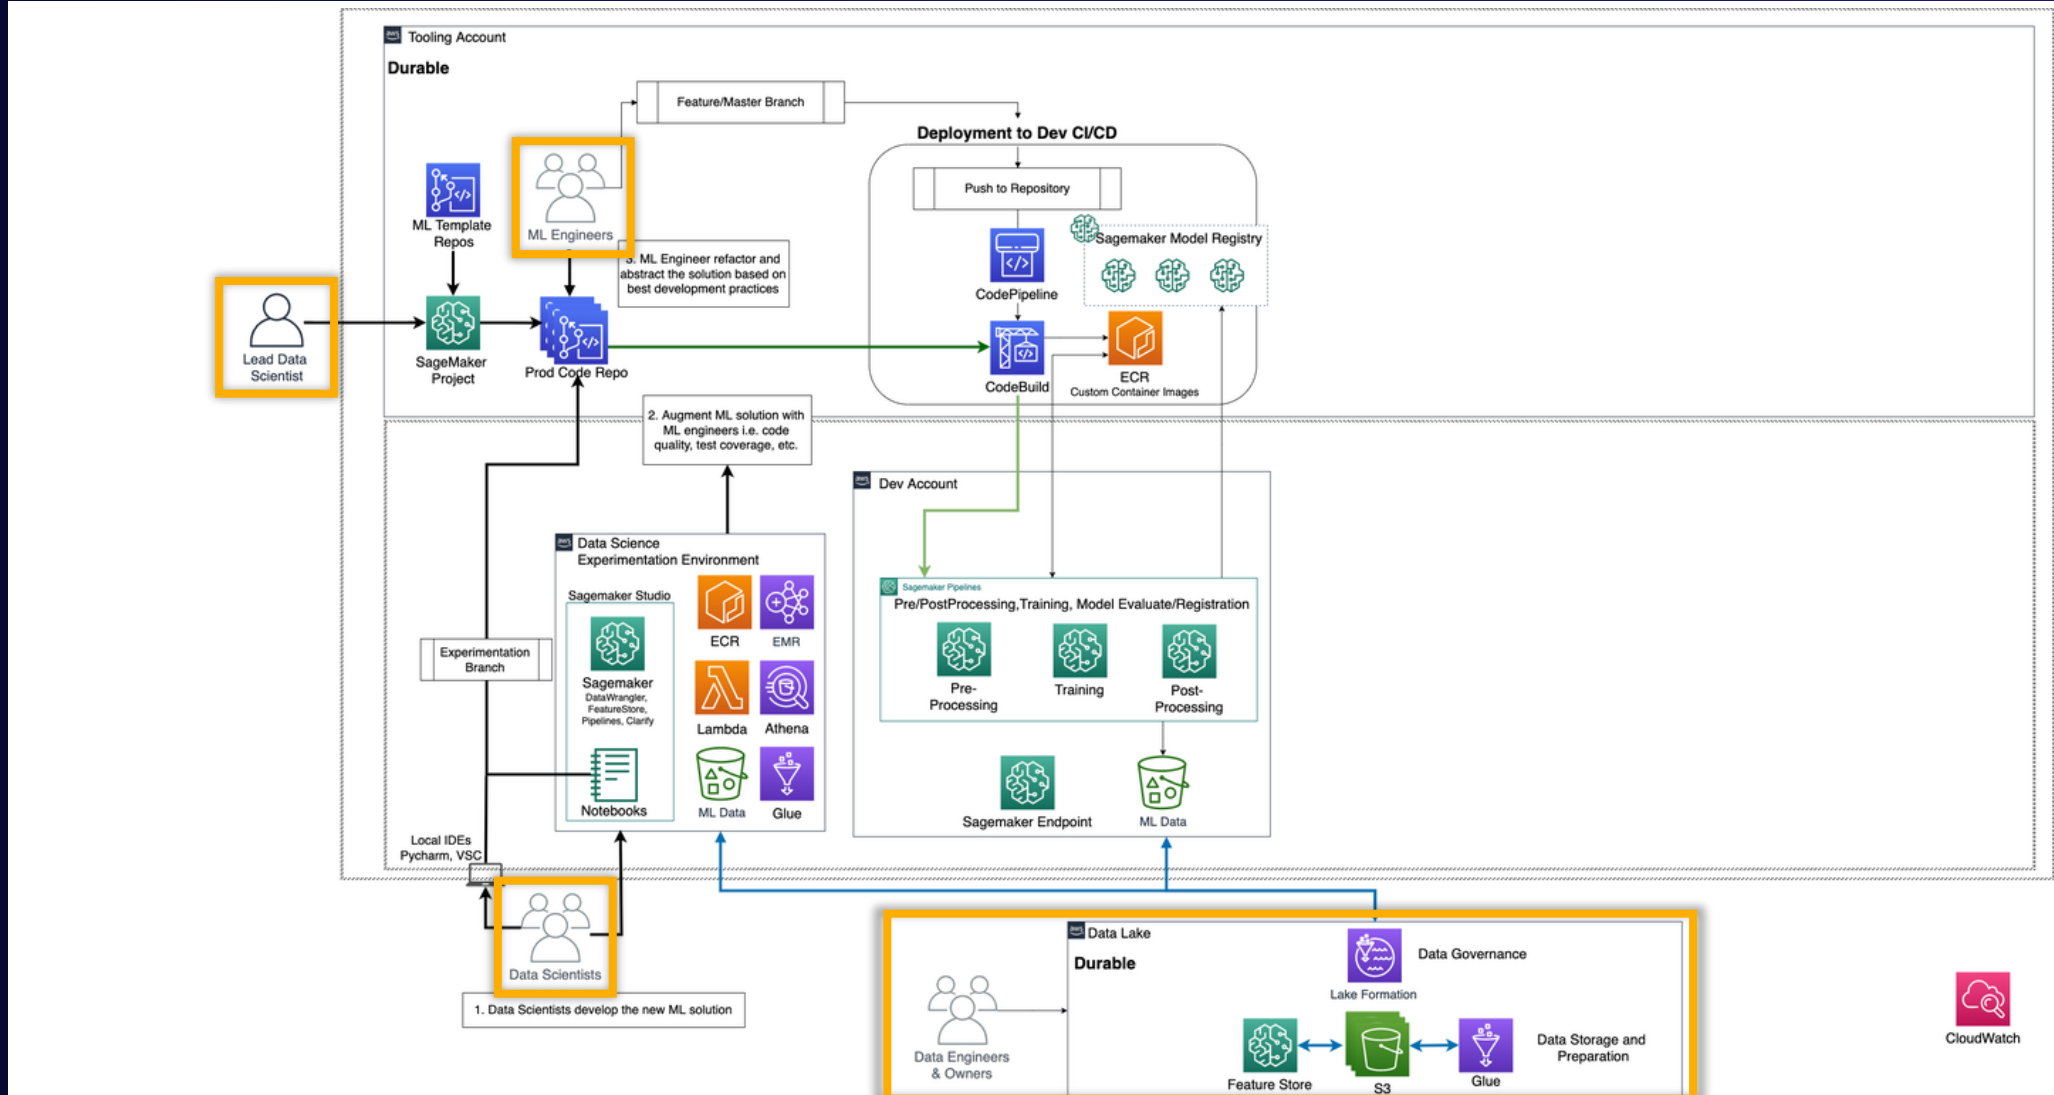 aws
Tooling Account
Durable
Feature/Master Branch
Deployment to Dev CI/CD
Push to Repository
ML Template
Repos
ML Engineers
3. ML Engineer refactor and
abstract the solution based on
best development practices
Sagemaker Model Registry
CodePipeline
Lead Data
Scientist
SageMaker
Project
Prod Code Repo
CodeBuild
ECR
Custom Container Images
2. Augment ML solution with
ML engineers i.e. code
quality, test coverage, etc.
aws
Dev Account
aws
Data Science
Experimentation Environment
Sagemaker Studio
Sagemaker
DataWrangler,
FeatureStore,
Pipelines, Clarify
Notebooks
ECR
EMR
Lambda
Athena
ML Data
Glue
Experimentation
Branch
Sagemaker Pipelines
Pre/PostProcessing,Training, Model Evaluate/Registration
Pre-
Processing
Training
Post-
Processing
Sagemaker Endpoint
ML Data
Local IDEs
Pycharm, VSC
Data Scientists
1. Data Scientists develop the new ML solution
aws
Data Lake
Durable
Data Engineers
& Owners
Lake Formation
Data Governance
Feature Store
S3
Glue
Data Storage and
Preparation
CloudWatch